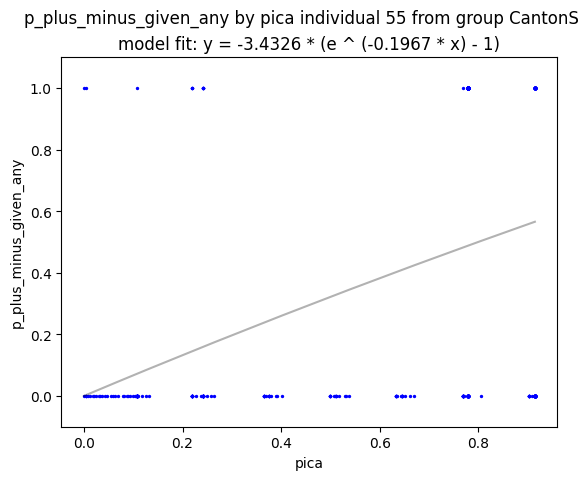 p_plus_minus_given_any by pica individual 55 from group CantonS
model fit: y = -3.4326 * (e ^ (-0.1967 * x) - 1)
1.0
0.8
0.6
0.4
0.2
0.0
p_plus_minus_given_any
0.0 0.2 0.4 0.6 0.8
pica